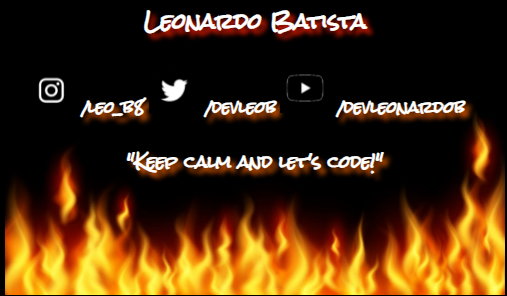 Leonardo Batista
/leo_b8 /devleob /devleonardob
"Keep calm and let's code!"